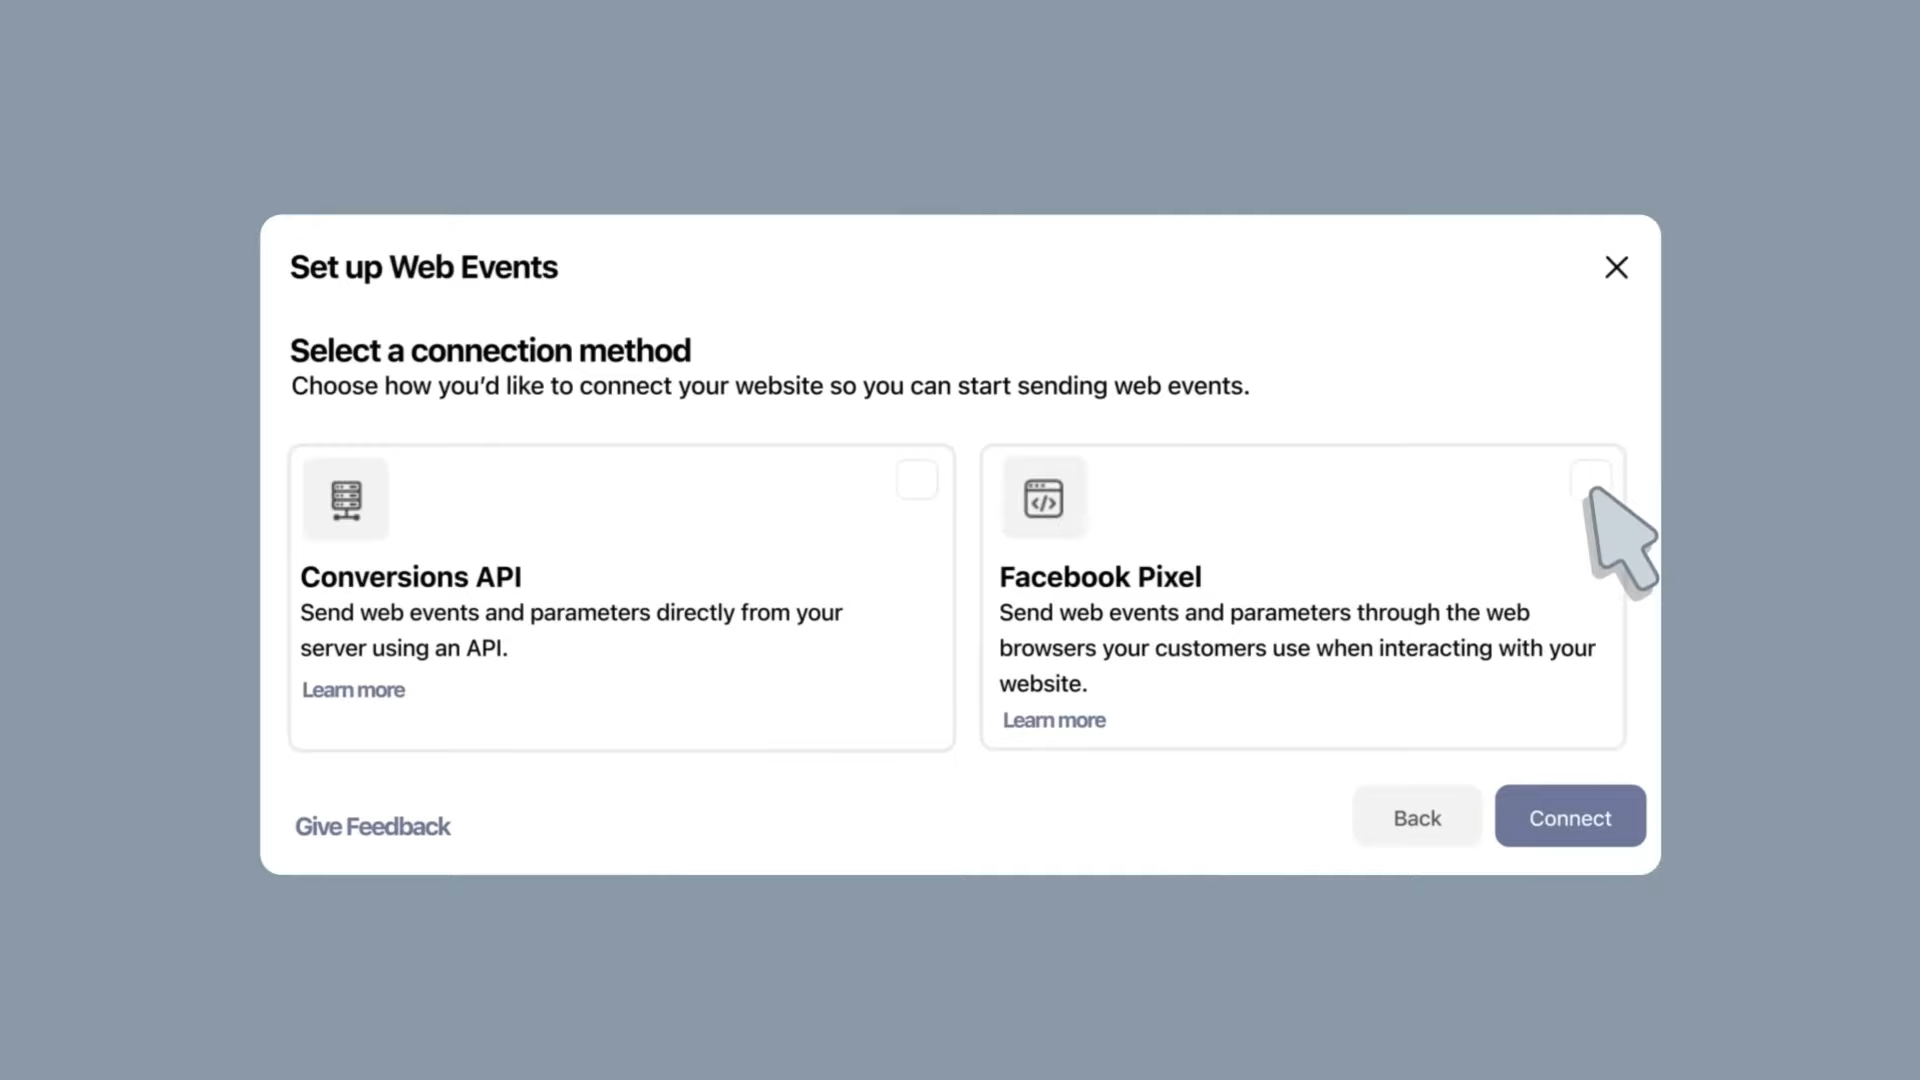 Set up Web Events
Select a connection method
Choose how you’d like to connect your website so you can start sending web events.
Conversions API
Send web events and parameters directly from your
server using an API.
Learn more
Facebook Pixel
Send web events and parameters through the web
browsers your customers use when interacting with your
website.
Learn more
Give Feedback
Back
Connect